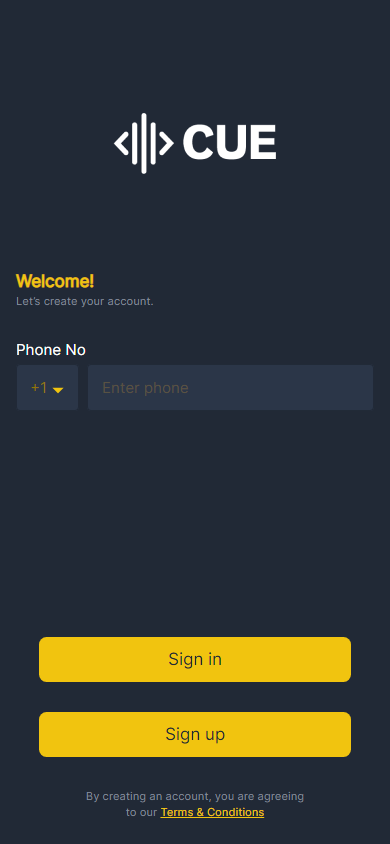 CUE
Welcome!
Let's create your account.
Phone No
+1
Enter phone
Sign in
Sign up
By creating an account, you are agreeing
to our Terms & Conditions